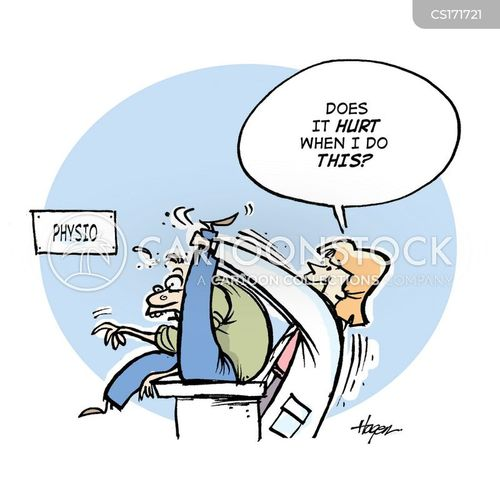 CS171721
DOES
IT HURT
WHEN I DO
THIS?
PHYSIO
CARTOONSTOCK
A CARTOON COLLECTIONS COMPANY
Hagen